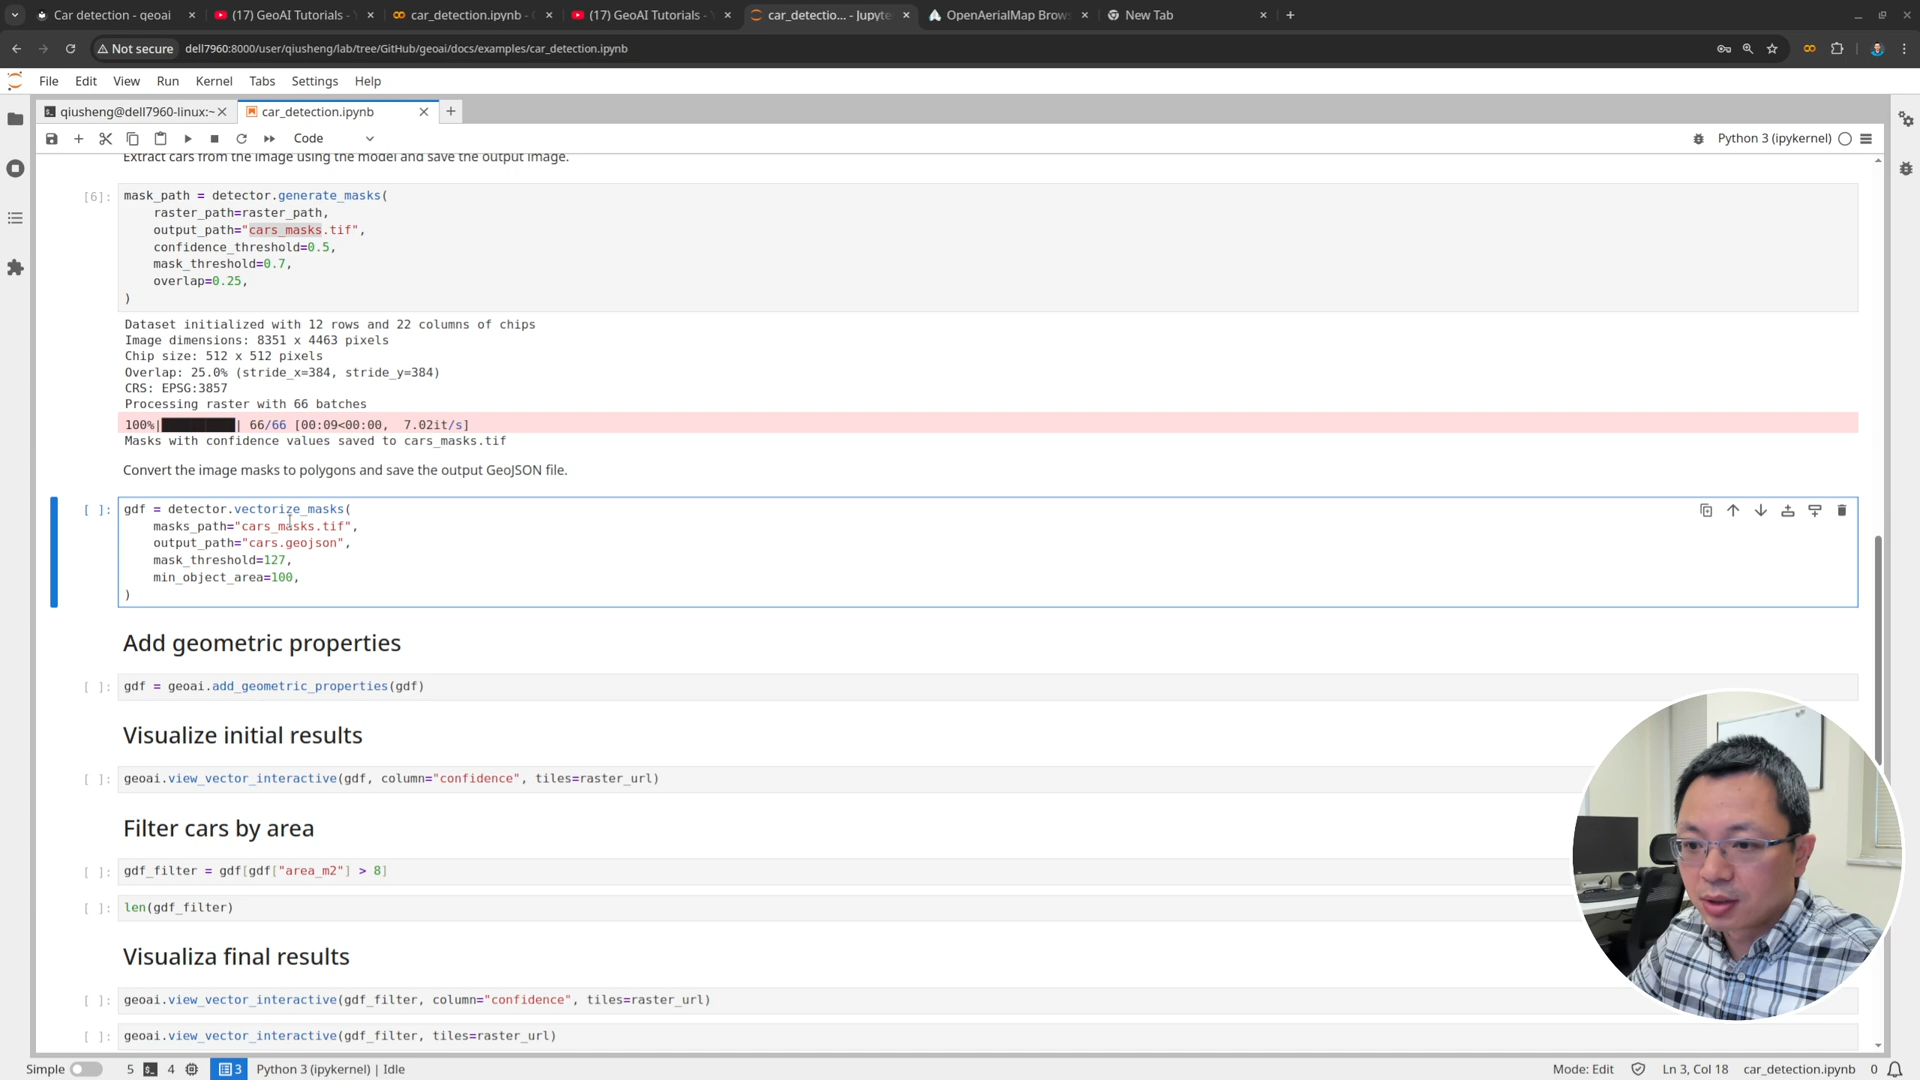 Car detection - geoai
(17) GeoAI Tutorials -
car_detection.ipynb - C
(17) GeoAI Tutorials -
car_detectio... - Jupyte
OpenAerialMap Brow
New Tab
Not secure
dell7960:8000/user/qiusheng/lab/tree/GitHub/geoai/docs/examples/car_detection.ipynb
File Edit View Run Kernel Tabs Settings Help
qiusheng@dell7960-linux:~
car_detection.ipynb
Code
Python 3 (ipykernel)
Extract cars from the image using the model and save the output image.
[6]:
mask_path = detector.generate_masks(
raster_path=raster_path,
output_path="cars_masks.tif",
confidence_threshold=0.5,
mask_threshold=0.7,
overlap=0.25,
)
Dataset initialized with 12 rows and 22 columns of chips
Image dimensions: 8351 x 4463 pixels
Chip size: 512 x 512 pixels
Overlap: 25.0% (stride_x=384, stride_y=384)
CRS: EPSG:3857
Processing raster with 66 batches
100%|██████████| 66/66 [00:09<00:00,  7.02it/s]
Masks with confidence values saved to cars_masks.tif
Convert the image masks to polygons and save the output GeoJSON file.
[ ]:
gdf = detector.vectorize_masks(
masks_path="cars_masks.tif",
output_path="cars.geojson",
mask_threshold=127,
min_object_area=100,
)
Add geometric properties
[ ]: gdf = geoai.add_geometric_properties(gdf)
Visualize initial results
[ ]: geoai.view_vector_interactive(gdf, column="confidence", tiles=raster_url)
Filter cars by area
[ ]: gdf_filter = gdf[gdf["area_m2"] > 8]
[ ]: len(gdf_filter)
Visualiza final results
[ ]: geoai.view_vector_interactive(gdf_filter, column="confidence", tiles=raster_url)
[ ]: geoai.view_vector_interactive(gdf_filter, tiles=raster_url)
Simple 5 4 3 Python 3 (ipykernel) | Idle
Mode: Edit Ln 3, Col 18 car_detection.ipynb 0